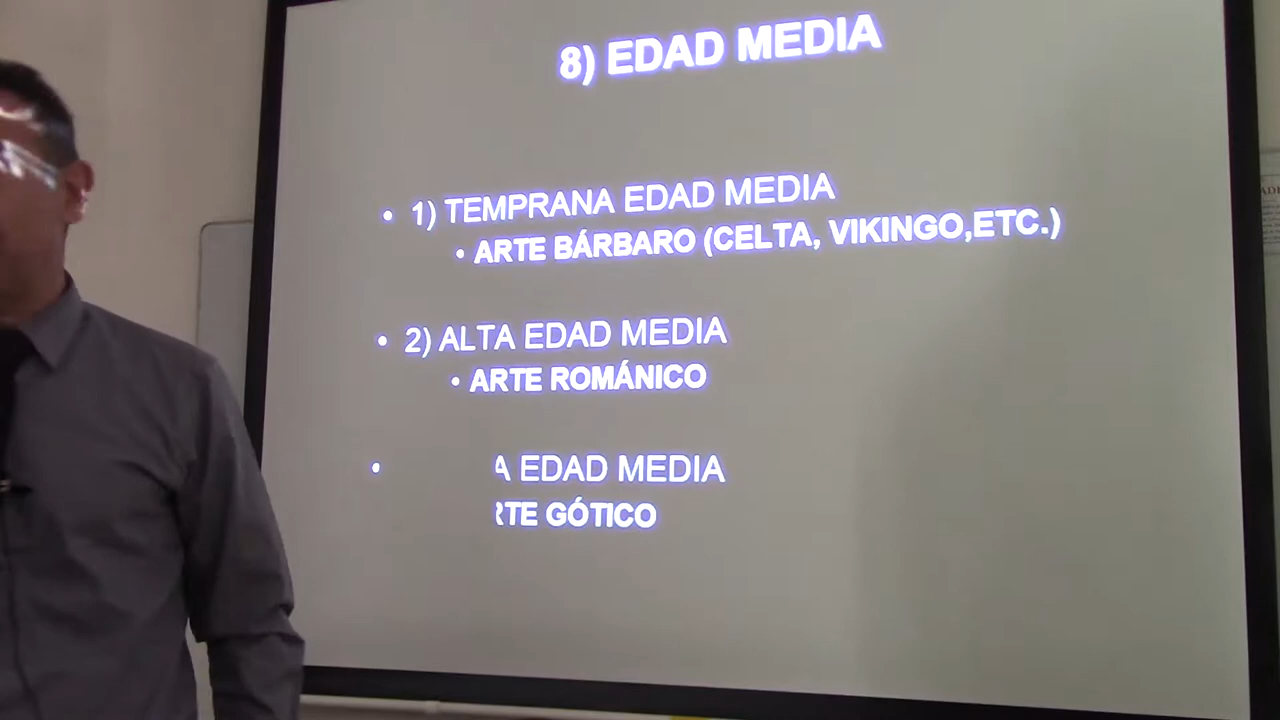 8) EDAD MEDIA
• 1) TEMPRANA EDAD MEDIA
• ARTE BÁRBARO (CELTA, VIKINGO,ETC.)
• 2) ALTA EDAD MEDIA
• ARTE ROMÁNICO
• A EDAD MEDIA
RTE GÓTICO